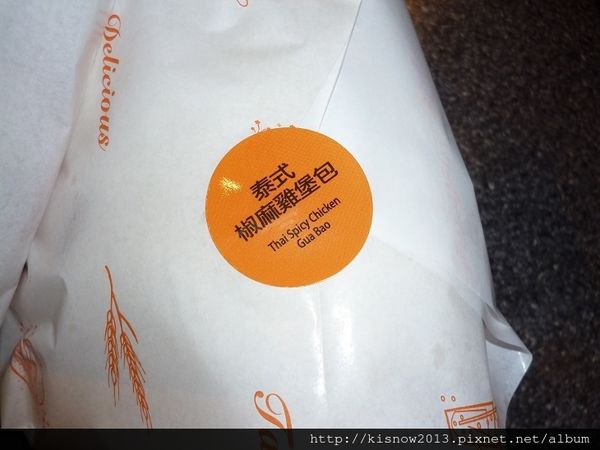 Delicious
泰式
椒麻雞堡包
Thai Spicy Chicken
Gua Bao
http://kisnow2013.pixnet.net/album